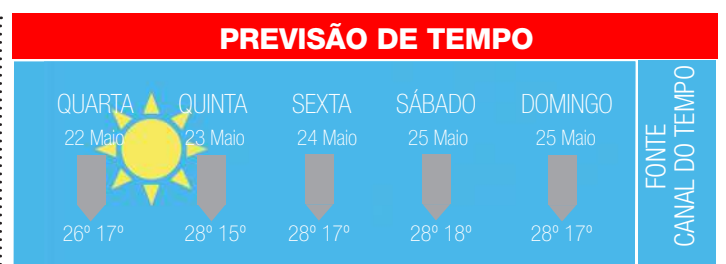 PREVISÃO DE TEMPO
QUARTA QUINTA SEXTA SÁBADO DOMINGO
22 Maio 23 Maio 24 Maio 25 Maio 25 Maio
26º 17º 28º 15º 28º 17º 28º 18º 28º 17º
FONTE
CANAL DO TEMPO